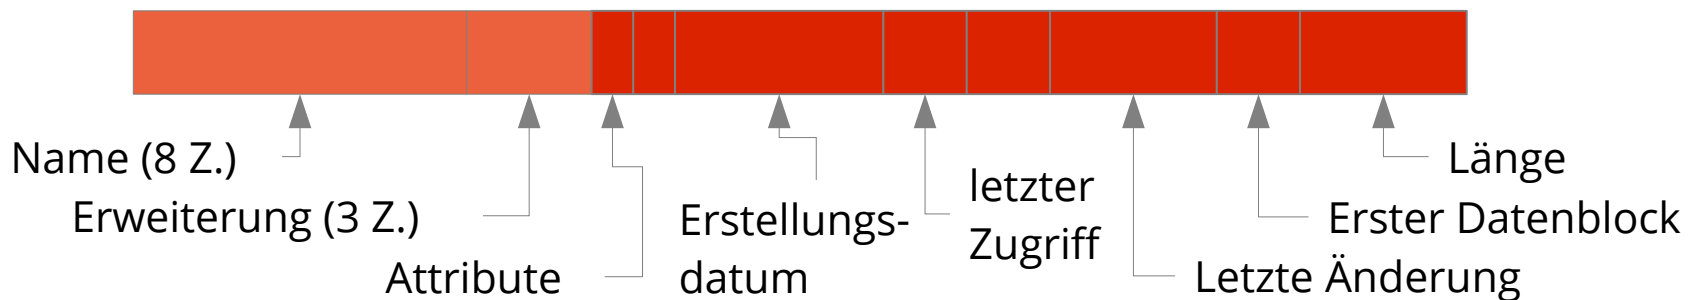 Name (8 Z.)
Erweiterung (3 Z.)
Attribute
Erstellungs-
datum
letzter
Zugriff
Letzte Änderung
Erster Datenblock
Länge